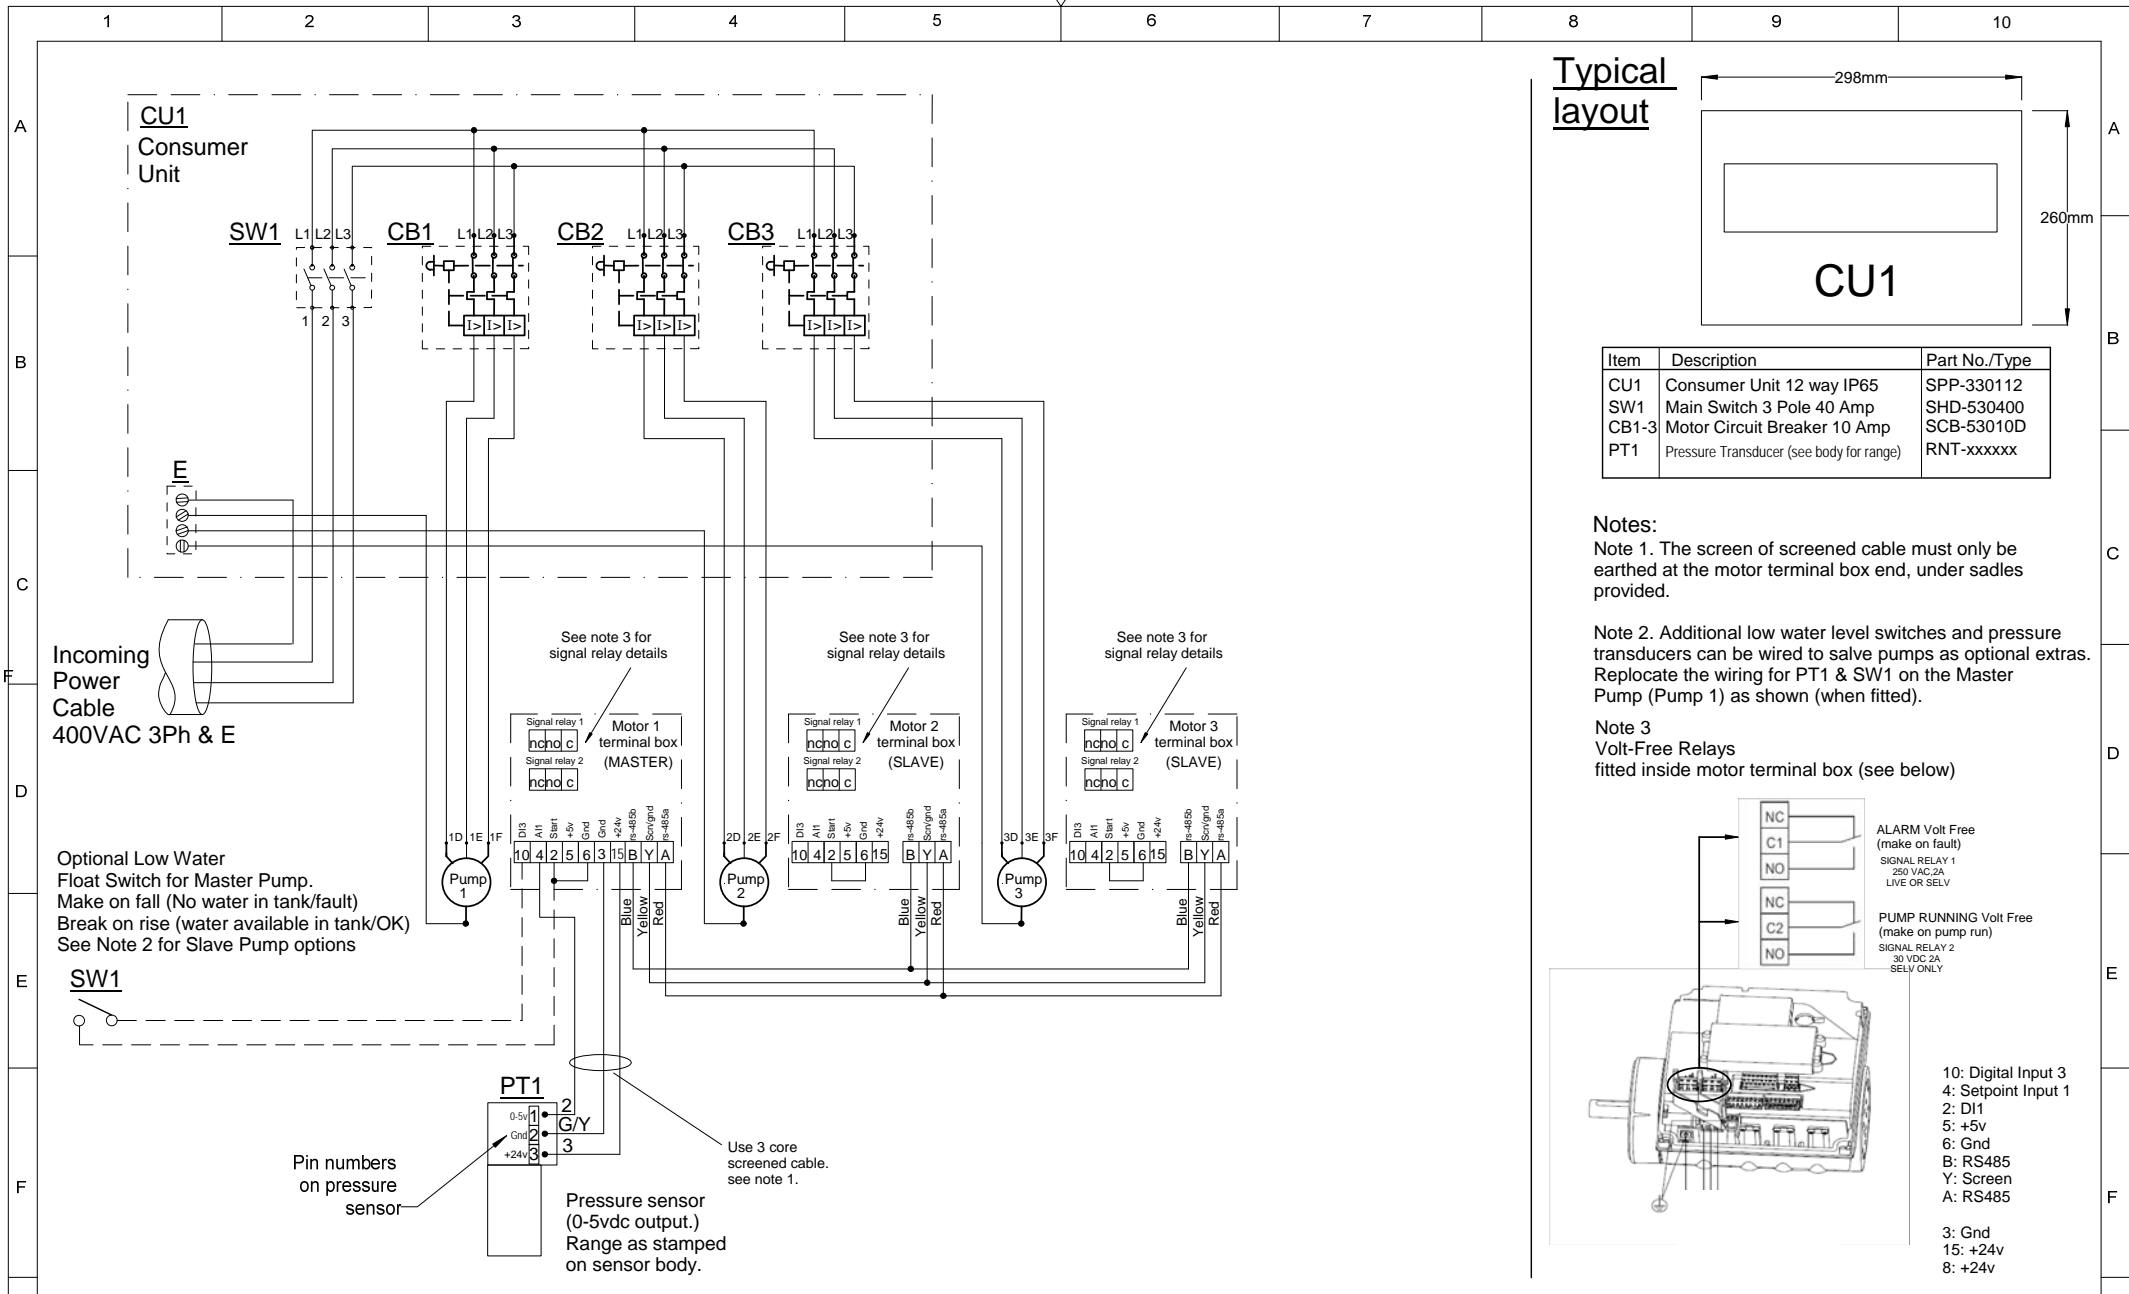 1 2 3 4 5 6 7 8 9 10
A
B
C
F
D
E
F
A
B
C
D
E
F
CU1
Consumer
Unit
SW1
L1 L2 L3
1 2 3
CB1
L1 L2 L3
I> I> I>
CB2
L1 L2 L3
I> I> I>
CB3
L1 L2 L3
I> I> I>
E
Incoming
Power
Cable
400VAC 3Ph & E
See note 3 for
signal relay details
See note 3 for
signal relay details
See note 3 for
signal relay details
Signal relay 1
nc no c
Signal relay 2
nc no c
Motor 1
terminal box
(MASTER)
DI3 AI1 Start +5v Gnd Gnd +24v rs-485b Scn/gnd rs-485a
10 4 2 5 6 3 15 B Y A
Blue Yellow Red
Signal relay 1
nc no c
Signal relay 2
nc no c
Motor 2
terminal box
(SLAVE)
DI3 AI1 Start +5v Gnd +24v rs-485b Scn/gnd rs-485a
10 4 2 5 6 15 B Y A
Blue Yellow Red
Signal relay 1
nc no c
Signal relay 2
nc no c
Motor 3
terminal box
(SLAVE)
DI3 AI1 Start +5v Gnd +24v rs-485b Scn/gnd rs-485a
10 4 2 5 6 15 B Y A
Blue Yellow Red
1D 1E 1F
Pump
1
2D 2E 2F
Pump
2
3D 3E 3F
Pump
3
Optional Low Water
Float Switch for Master Pump.
Make on fall (No water in tank/fault)
Break on rise (water available in tank/OK)
See Note 2 for Slave Pump options
SW1
PT1
0-5v 1 2
Gnd 2 G/Y
+24v 3 3
Pin numbers
on pressure
sensor
Pressure sensor
(0-5vdc output.)
Range as stamped
on sensor body.
Use 3 core
screened cable.
see note 1.
Typical
layout
298mm
260mm
CU1
Item Description Part No./Type
CU1 Consumer Unit 12 way IP65 SPP-330112
SW1 Main Switch 3 Pole 40 Amp SHD-530400
CB1-3 Motor Circuit Breaker 10 Amp SCB-53010D
PT1 Pressure Transducer (see body for range) RNT-xxxxxx
Notes:
Note 1. The screen of screened cable must only be
earthed at the motor terminal box end, under sadles
provided.
Note 2. Additional low water level switches and pressure
transducers can be wired to salve pumps as optional extras.
Replocate the wiring for PT1 & SW1 on the Master
Pump (Pump 1) as shown (when fitted).
Note 3
Volt-Free Relays
fitted inside motor terminal box (see below)
NC
C1
NO
ALARM Volt Free
(make on fault)
SIGNAL RELAY 1
250 VAC,2A
LIVE OR SELV
NC
C2
NO
PUMP RUNNING Volt Free
(make on pump run)
SIGNAL RELAY 2
30 VDC 2A
SELV ONLY
10: Digital Input 3
4: Setpoint Input 1
2: DI1
5: +5v
6: Gnd
B: RS485
Y: Screen
A: RS485
3: Gnd
15: +24v
8: +24v